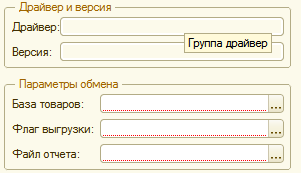 Драйвер и версия
Драйвер:
Группа драйвер
Версия:
Параметры обмена
База товаров:
...
Флаг выгрузки:
...
Файл отчета:
...